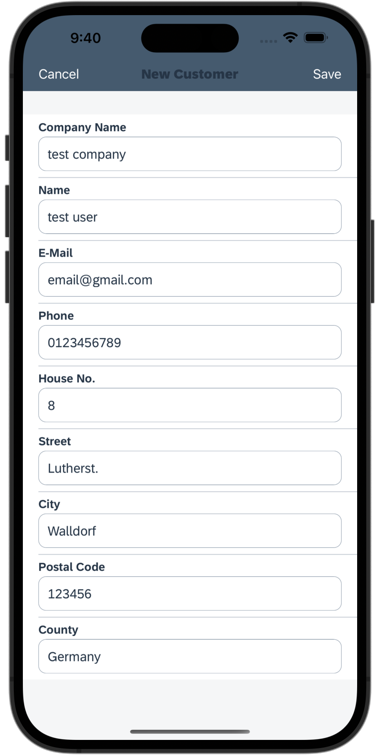 9:40
Cancel New Customer Save
Company Name
test company
Name
test user
E-Mail
email@gmail.com
Phone
0123456789
House No.
8
Street
Lutherst.
City
Walldorf
Postal Code
123456
County
Germany